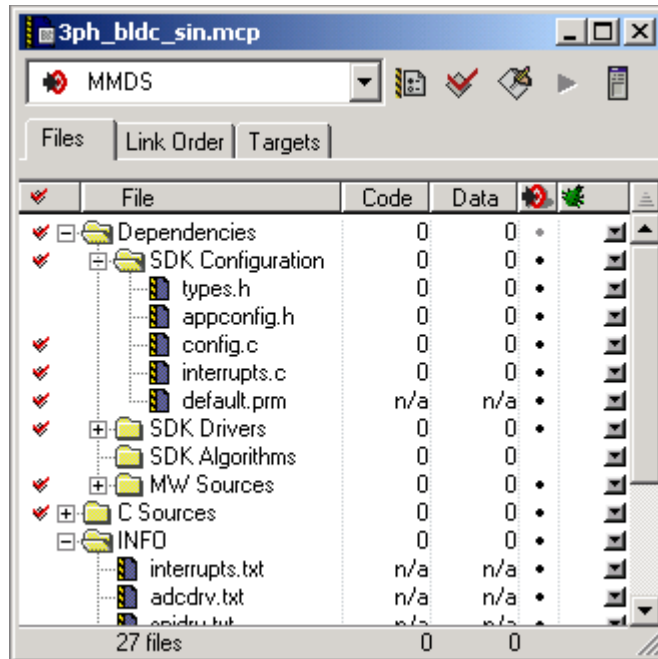 3ph_bldc_sin.mcp
MMDS
Files Link Order Targets
File Code Data
Dependencies 0 0
SDK Configuration 0 0
types.h 0 0
appconfig.h 0 0
config.c 0 0
interrupts.c 0 0
default.prm n/a n/a
SDK Drivers 0 0
SDK Algorithms 0 0
MW Sources 0 0
C Sources 0 0
INFO 0 0
interrupts.txt n/a n/a
adcdrv.txt n/a n/a
n/a n/a
27 files 0 0